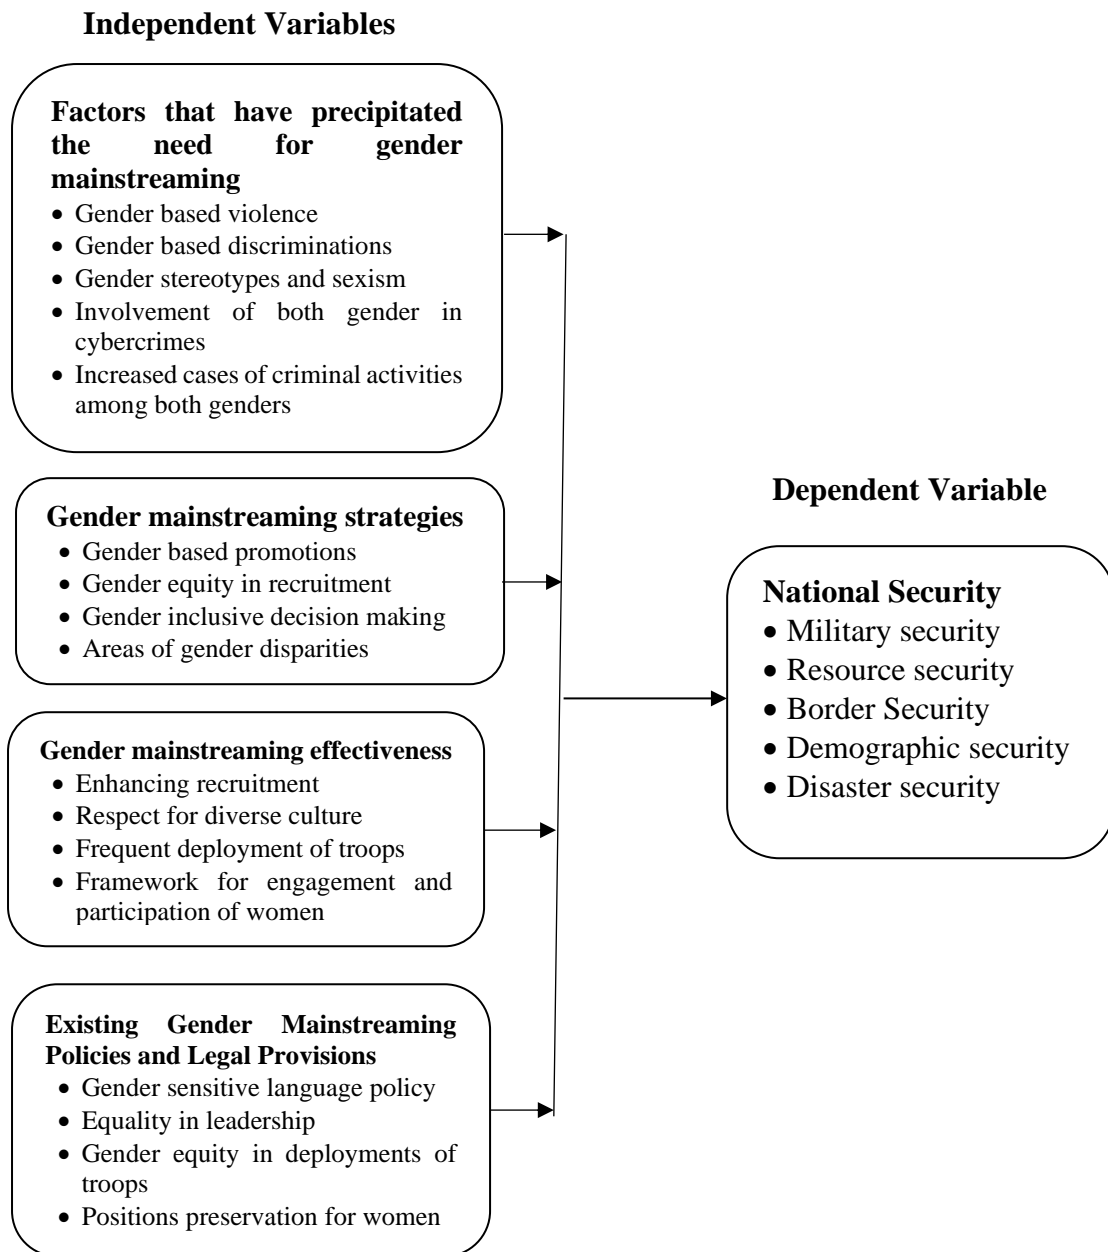 Independent Variables
Factors that have precipitated
the need for gender
mainstreaming
• Gender based violence
• Gender based discriminations
• Gender stereotypes and sexism
• Involvement of both gender in
cybercrimes
• Increased cases of criminal activities
among both genders
Gender mainstreaming strategies
• Gender based promotions
• Gender equity in recruitment
• Gender inclusive decision making
• Areas of gender disparities
Gender mainstreaming effectiveness
• Enhancing recruitment
• Respect for diverse culture
• Frequent deployment of troops
• Framework for engagement and
participation of women
Existing Gender Mainstreaming
Policies and Legal Provisions
• Gender sensitive language policy
• Equality in leadership
• Gender equity in deployments of
troops
• Positions preservation for women
Dependent Variable
National Security
• Military security
• Resource security
• Border Security
• Demographic security
• Disaster security